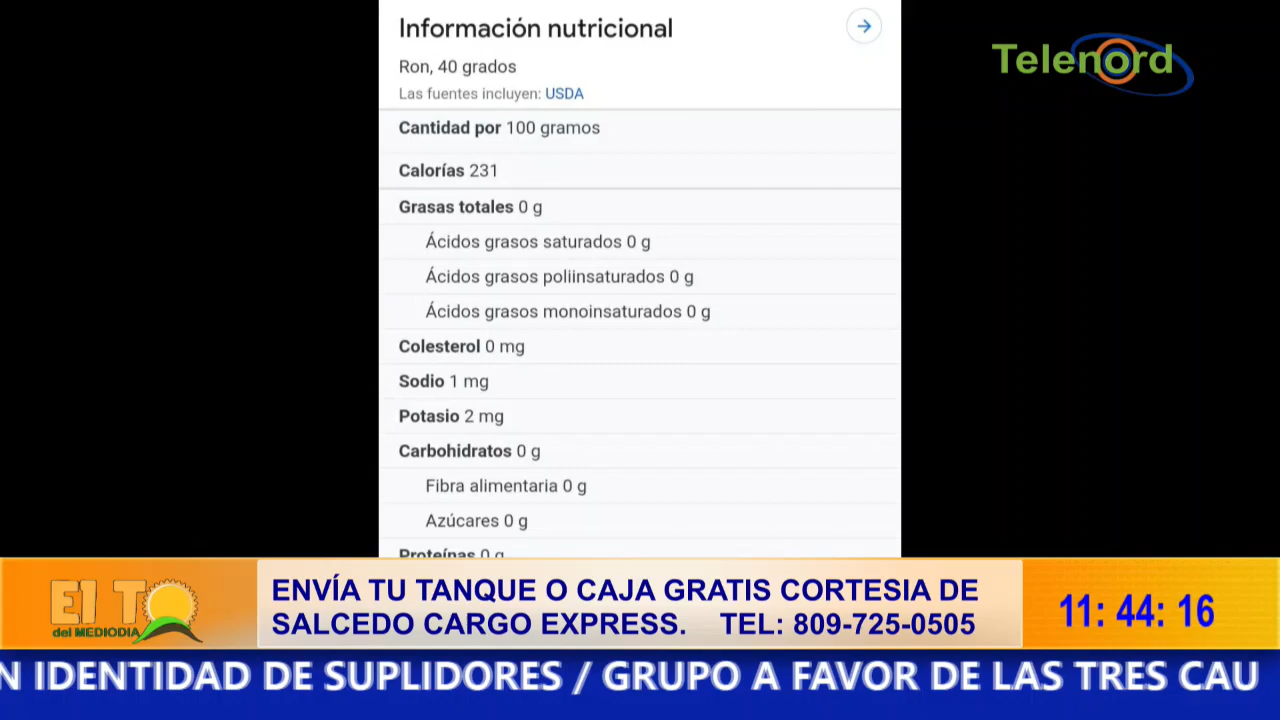 Información nutricional
Telenord
Ron, 40 grados
Las fuentes incluyen: USDA
Cantidad por 100 gramos
Calorías 231
Grasas totales 0 g
Ácidos grasos saturados 0 g
Ácidos grasos poliinsaturados 0 g
Ácidos grasos monoinsaturados 0 g
Colesterol 0 mg
Sodio 1 mg
Potasio 2 mg
Carbohidratos 0 g
Fibra alimentaria 0 g
Azúcares 0 g
Proteínas 0 g
El T
del MEDIODIA
ENVÍA TU TANQUE O CAJA GRATIS CORTESIA DE
SALCEDO CARGO EXPRESS. TEL: 809-725-0505
11: 44: 16
N IDENTIDAD DE SUPLIDORES / GRUPO A FAVOR DE LAS TRES CAU